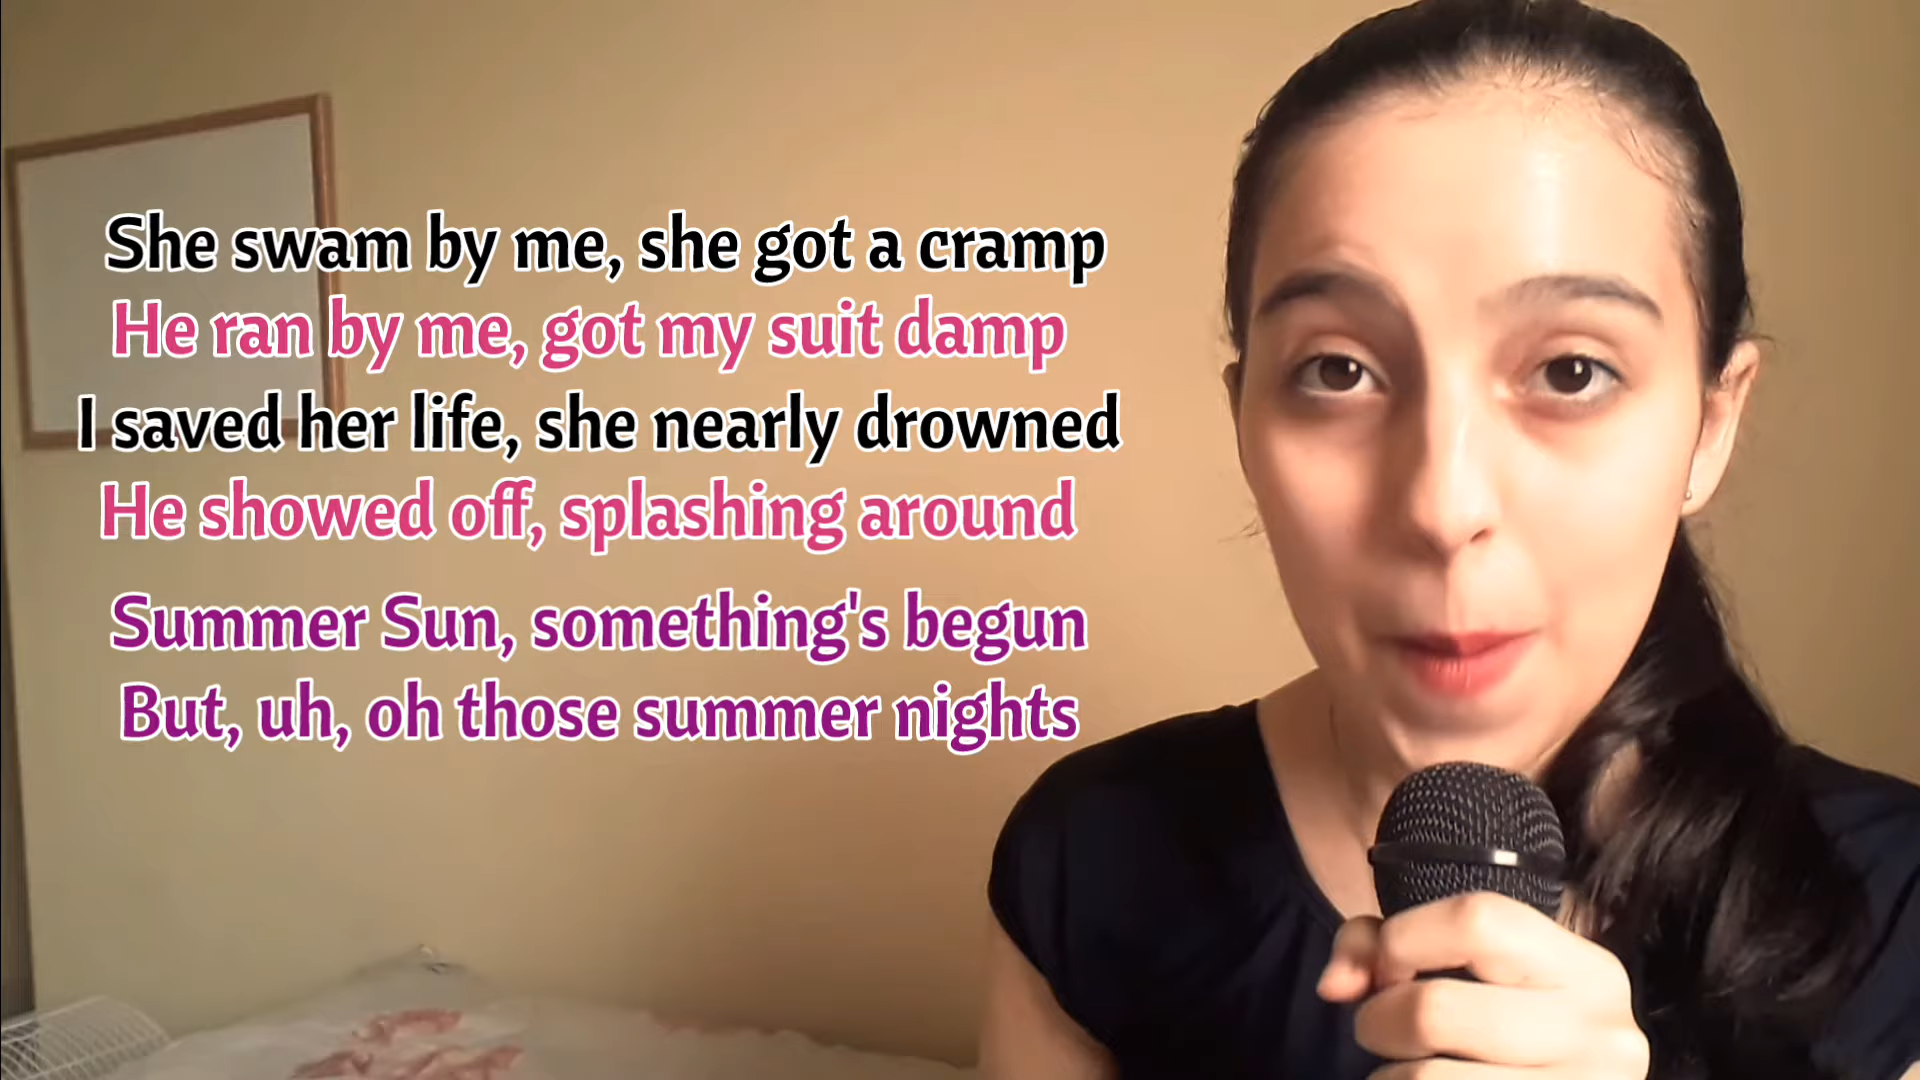 She swam by me, she got a cramp
He ran by me, got my suit damp
I saved her life, she nearly drowned
He showed off, splashing around
Summer Sun, something's begun
But, uh, oh those summer nights